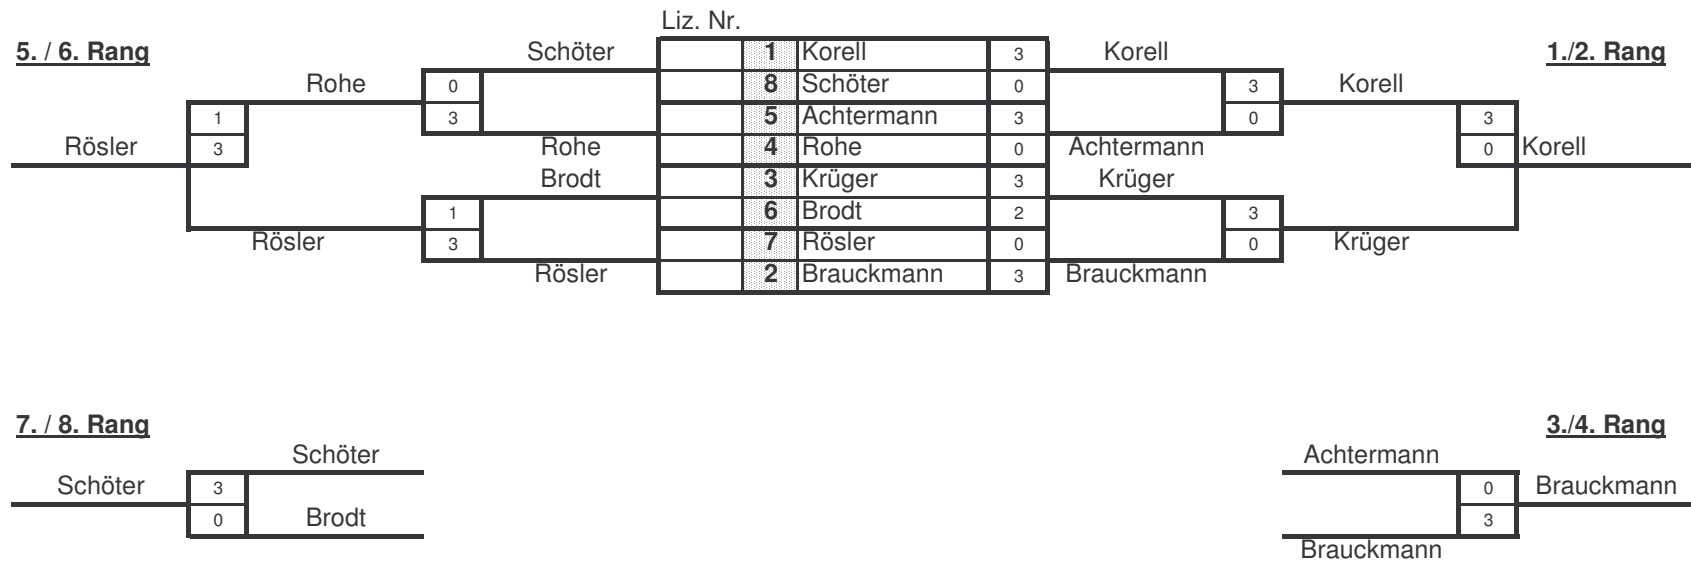 Liz. Nr.
5. / 6. Rang Schöter 1 Korell 3 Korell 1./2. Rang
Rohe 0 8 Schöter 0 3 Korell
1 3 5 Achtermann 3 0 3
Rösler 3 Rohe 4 Rohe 0 Achtermann 0 Korell
Brodt 3 Krüger 3 Krüger
1 6 Brodt 2 3
Rösler 3 7 Rösler 0 0 Krüger
Rösler 2 Brauckmann 3 Brauckmann
7. / 8. Rang 3./4. Rang
Schöter Achtermann
Schöter 3 0 Brauckmann
0 Brodt 3
Brauckmann